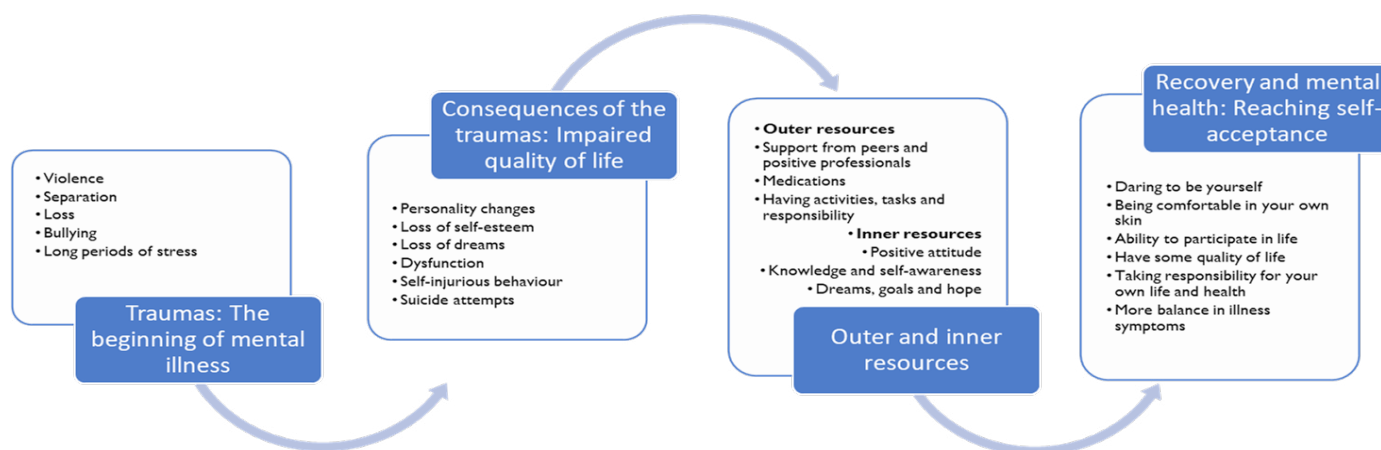 • Violence
• Separation
• Loss
• Bullying
• Long periods of stress
Traumas: The
beginning of mental
illness
Consequences of the
traumas: Impaired
quality of life
• Personality changes
• Loss of self-esteem
• Loss of dreams
• Dysfunction
• Self-injurious behaviour
• Suicide attempts
• Outer resources
• Support from peers and
positive professionals
• Medications
• Having activities, tasks and
responsibility
• Inner resources
• Positive attitude
• Knowledge and self-awareness
• Dreams, goals and hope
Outer and inner
resources
Recovery and mental
health: Reaching self-
acceptance
• Daring to be yourself
• Being comfortable in your own
skin
• Ability to participate in life
• Have some quality of life
• Taking responsibility for your
own life and health
• More balance in illness
symptoms